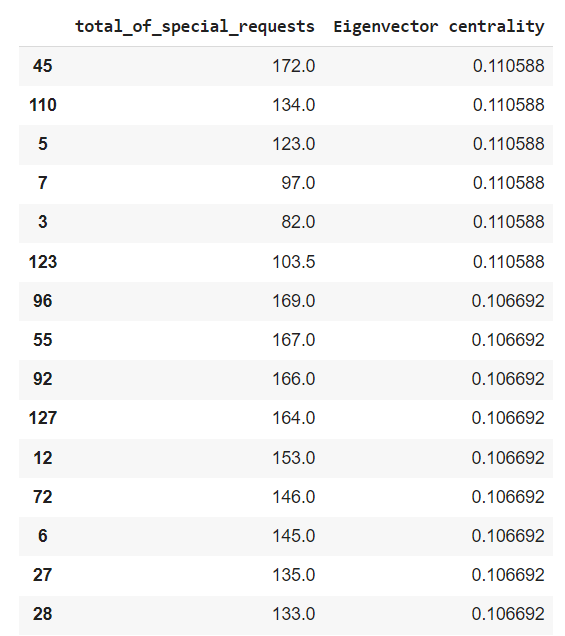 total_of_special_requests Eigenvector centrality
45 172.0 0.110588
110 134.0 0.110588
5 123.0 0.110588
7 97.0 0.110588
3 82.0 0.110588
123 103.5 0.110588
96 169.0 0.106692
55 167.0 0.106692
92 166.0 0.106692
127 164.0 0.106692
12 153.0 0.106692
72 146.0 0.106692
6 145.0 0.106692
27 135.0 0.106692
28 133.0 0.106692